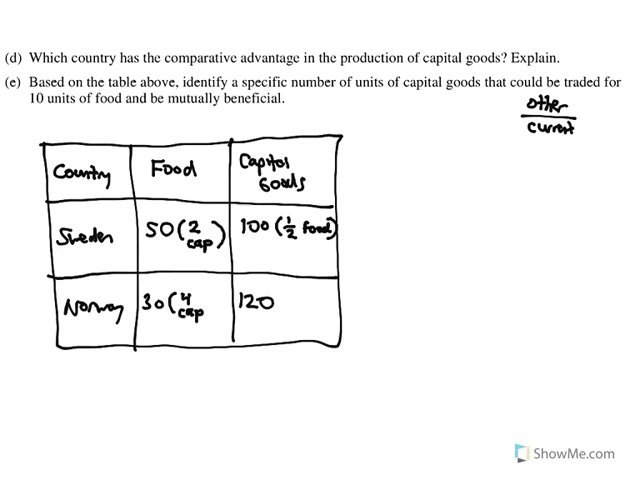 (d) Which country has the comparative advantage in the production of capital goods? Explain.
(e) Based on the table above, identify a specific number of units of capital goods that could be traded for
10 units of food and be mutually beneficial.
other
current
Country Food Capital Goods
Sweden 50 (2 cap) 100 (1/2 food)
Norway 30 (4 cap 120
ShowMe.com